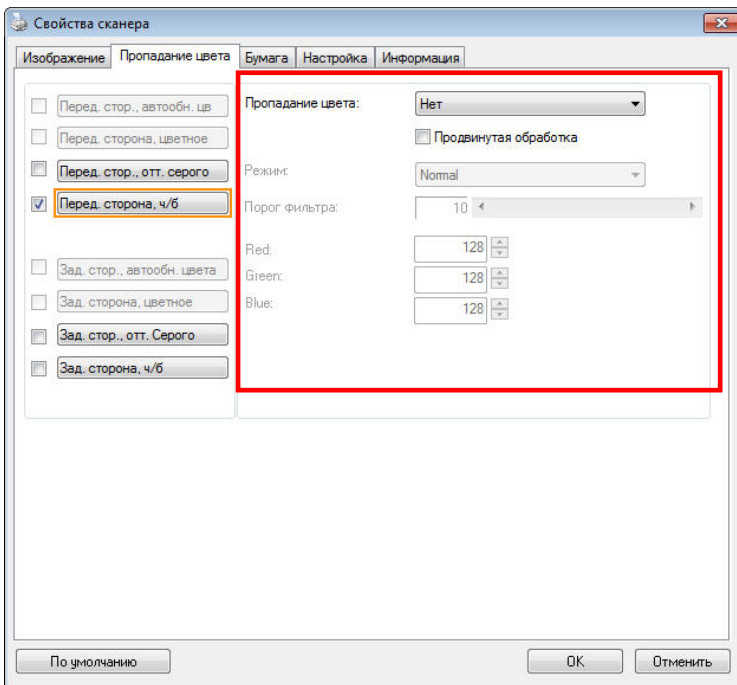 Свойства сканера
Изображение Пропадание цвета Бумага Настройка Информация
Перед. стор., автообн. цв
Перед. сторона, цветное
Перед. стор., отт. серого
Перед. сторона, ч/б
Зад. стор., автообн. цвета
Зад. сторона, цветное
Зад. стор., отт. Серого
Зад. сторона, ч/б
Пропадание цвета: Нет
Продвинутая обработка
Режим: Normal
Порог фильтра: 10
Red: 128
Green: 128
Blue: 128
По умолчанию OK Отменить